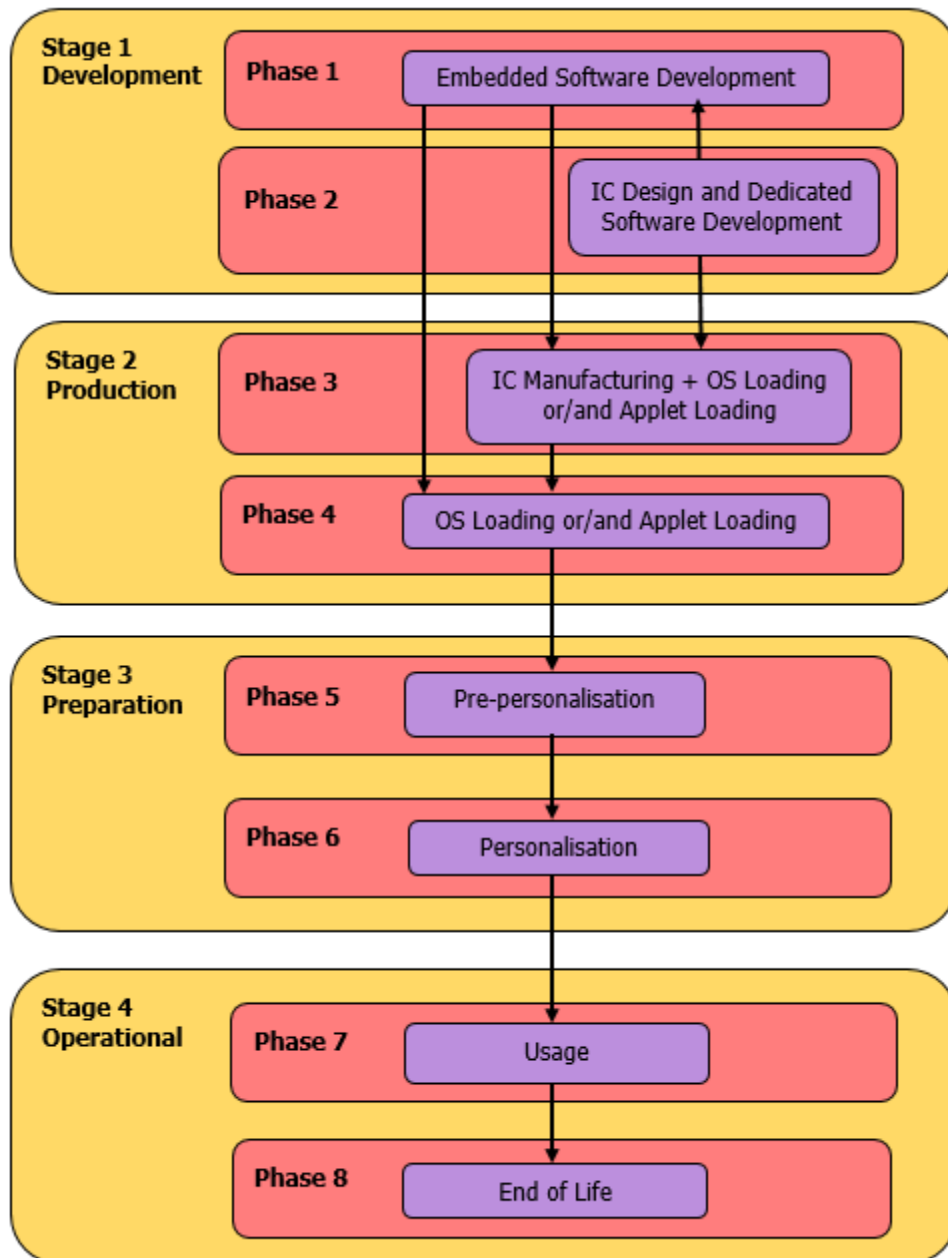 Stage 1
Development
Phase 1
Embedded Software Development
Phase 2
IC Design and Dedicated
Software Development
Stage 2
Production
Phase 3
IC Manufacturing + OS Loading
or/and Applet Loading
Phase 4
OS Loading or/and Applet Loading
Stage 3
Preparation
Phase 5
Pre-personalisation
Phase 6
Personalisation
Stage 4
Operational
Phase 7
Usage
Phase 8
End of Life